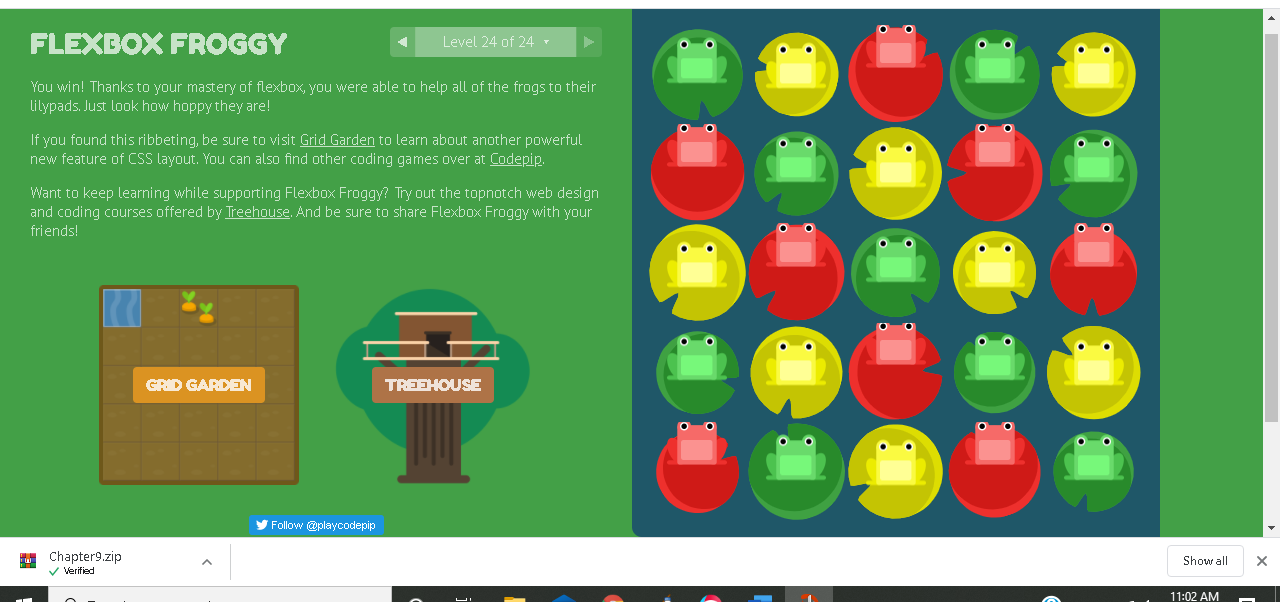 FLEXBOX FROGGY
Level 24 of 24
You win! Thanks to your mastery of flexbox, you were able to help all of the frogs to their
lilypads. Just look how hoppy they are!
If you found this ribbeting, be sure to visit Grid Garden to learn about another powerful
new feature of CSS layout. You can also find other coding games over at Codepip.
Want to keep learning while supporting Flexbox Froggy? Try out the topnotch web design
and coding courses offered by Treehouse. And be sure to share Flexbox Froggy with your
friends!
GRID GARDEN
TREEHOUSE
Follow @playcodepip
Chapter9.zip
Verified
Show all
11:02 AM